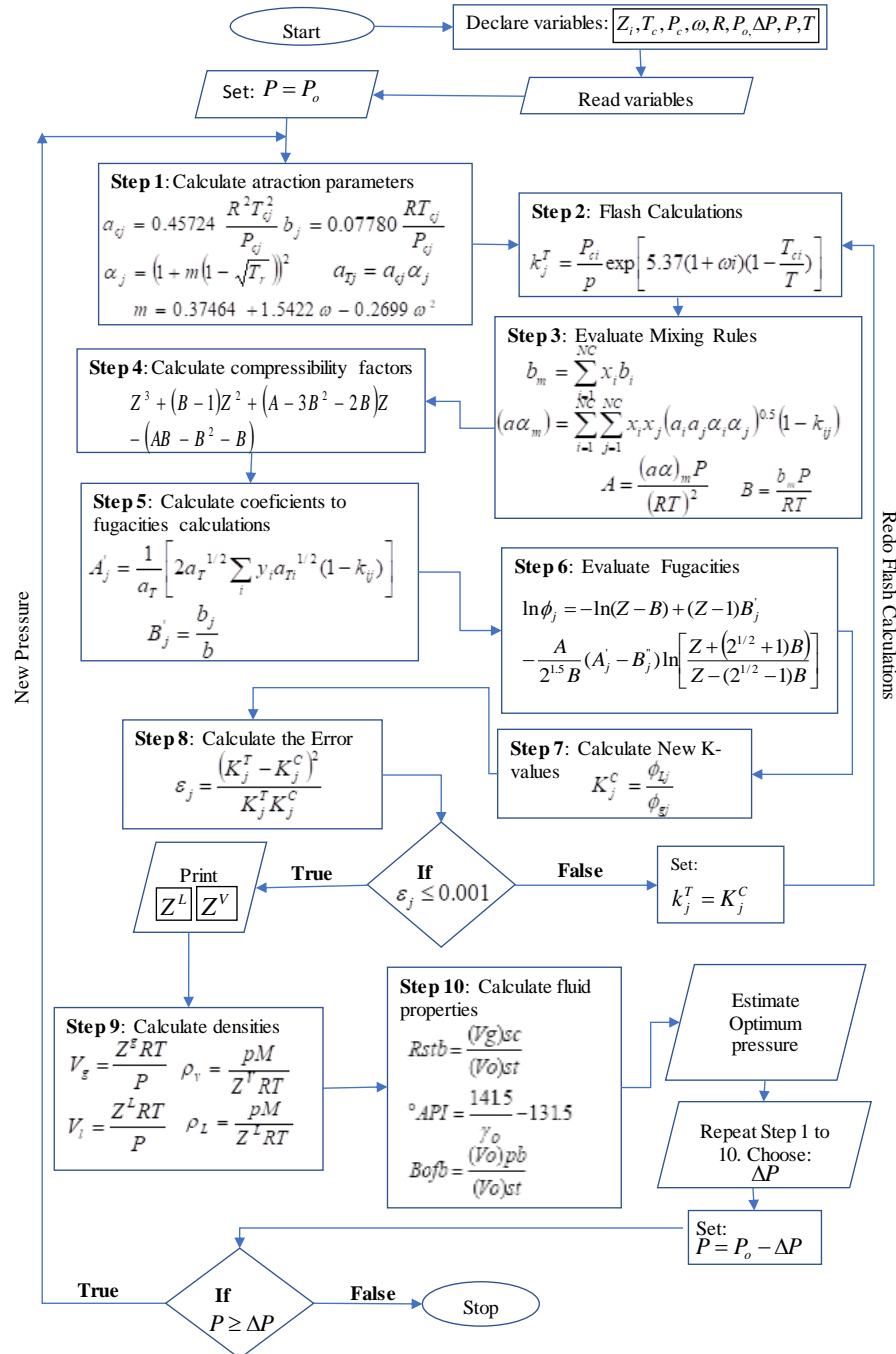 Start
Declare variables: Z_i, T_c, P_c, ω, R, P_o, ΔP, P, T
Read variables
Set: P = P_o
Step 1: Calculate atraction parameters
a_cj = 0.45724 R²T²_cj / P_cj b_j = 0.07780 RT_cj / P_cj
α_j = (1 + m(1 − √T_r))² a_Tj = a_cj α_j
m = 0.37464 + 1.5422 ω − 0.2699 ω²
Step 2: Flash Calculations
k_j^T = P_ci / p exp[5.37(1 + ωi)(1 − T_ci / T)]
Step 3: Evaluate Mixing Rules
b_m = Σ_{i=1}^{NC} x_i b_i
(aα_m) = Σ_{i=1}^{NC} Σ_{j=1}^{NC} x_i x_j (a_i a_j α_i α_j)^0.5 (1 − k_ij)
A = (aα)_m P / (RT)² B = b_m P / RT
Step 4: Calculate compressibility factors
Z³ + (B − 1)Z² + (A − 3B² − 2B)Z
− (AB − B² − B)
Step 5: Calculate coeficients to
fugacities calculations
A'_j = 1 / a_T [2a_T^1/2 Σ_i y_i a_Ti^1/2 (1 − k_ij)]
B'_j = b_j / b
Step 6: Evaluate Fugacities
ln φ_j = −ln(Z − B) + (Z − 1)B'_j
− A / 2^1.5 B (A'_j − B"_j) ln[Z + (2^1/2 + 1)B) / Z − (2^1/2 − 1)B]
Step 7: Calculate New K-
values K_j^C = φ_Lj / φ_gj
Step 8: Calculate the Error
ε_j = (K_j^T − K_j^C)² / K_j^T K_j^C
If
ε_j ≤ 0.001
True
False
Set:
k_j^T = K_j^C
Redo Flash Calculations
Print
Z^L Z^V
Step 9: Calculate densities
V_g = Z^g RT / P ρ_v = pM / Z^V RT
V_l = Z^L RT / P ρ_L = pM / Z^L RT
Step 10: Calculate fluid
properties
Rstb = (Vg)sc / (Vo)st
°API = 141.5 / γ_o − 131.5
Bofb = (Vo)pb / (Vo)st
Estimate
Optimum
pressure
Repeat Step 1 to
10. Choose:
ΔP
Set:
P = P_o − ΔP
If
P ≥ ΔP
True
False
Stop
New Pressure